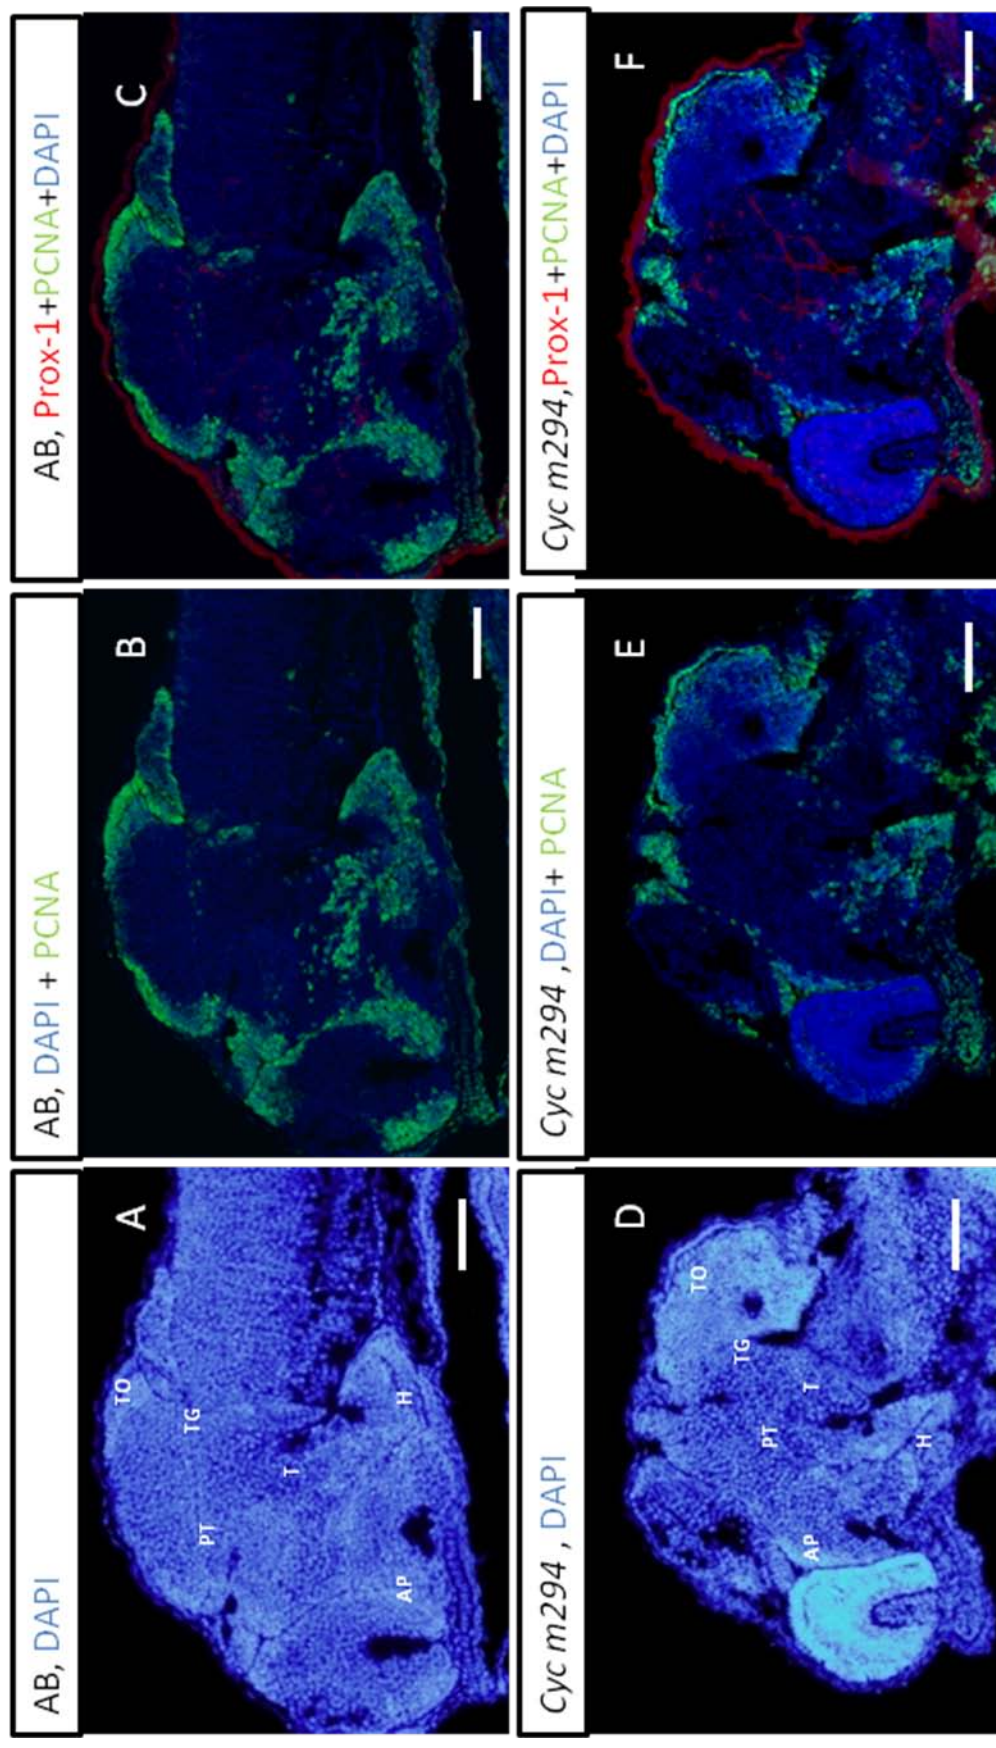 AB, DAPI
A
TO
TG
PT
T
AP
H
AB, DAPI + PCNA
B
AB, Prox-1+PCNA+DAPI
C
Cyc m294 , DAPI
D
TO
TG
PT
T
AP
H
Cyc m294 ,DAPI+ PCNA
E
Cyc m294,Prox-1+PCNA+DAPI
F